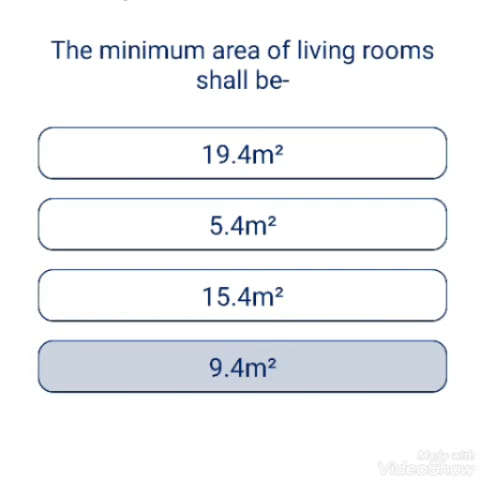 The minimum area of living rooms
shall be-
19.4m²
5.4m²
15.4m²
9.4m²
Made with
VideoShow